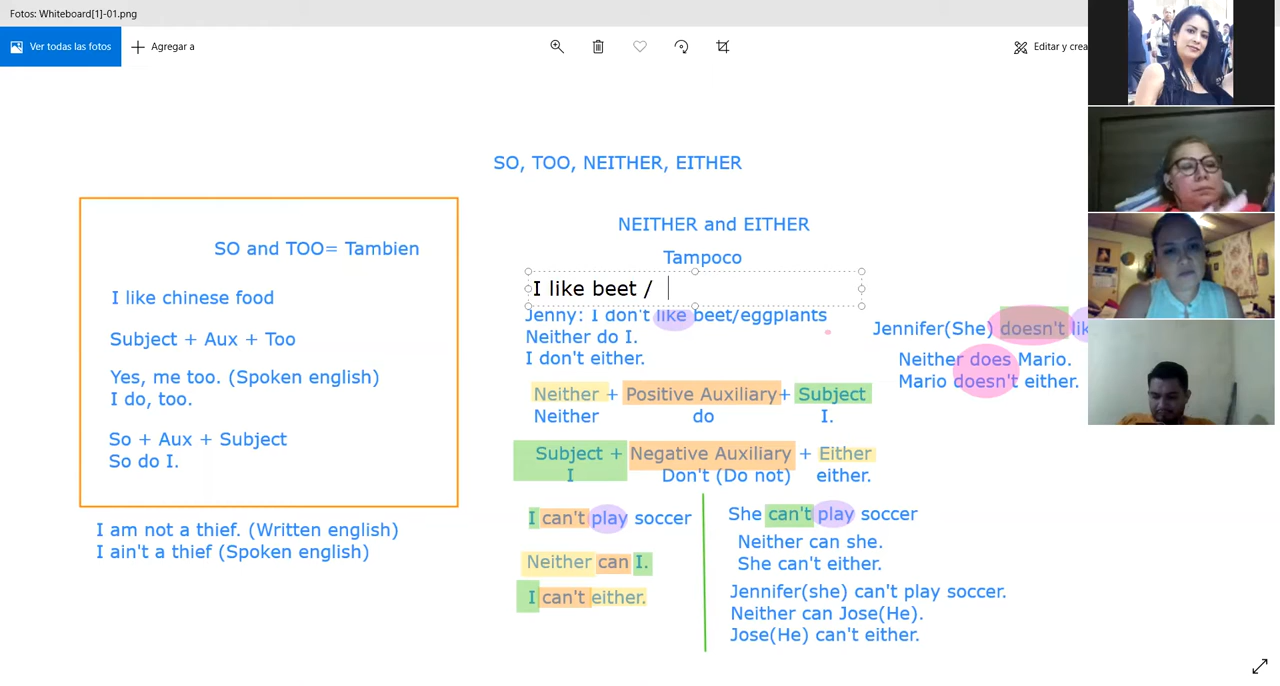 Fotos: Whiteboard[1]-01.png
Ver todas las fotos
Agregar a
Editar y crea
SO, TOO, NEITHER, EITHER
SO and TOO= Tambien
I like chinese food
Subject + Aux + Too
Yes, me too. (Spoken english)
I do, too.
So + Aux + Subject
So do I.
I am not a thief. (Written english)
I ain't a thief (Spoken english)
NEITHER and EITHER
Tampoco
I like beet /
Jenny: I don't like beet/eggplants
Neither do I.
I don't either.
Neither + Positive Auxiliary+ Subject
Neither do I.
Subject + Negative Auxiliary + Either
I Don't (Do not) either.
I can't play soccer
Neither can I.
I can't either.
Jennifer(She) doesn't lik
Neither does Mario.
Mario doesn't either.
She can't play soccer
Neither can she.
She can't either.
Jennifer(she) can't play soccer.
Neither can Jose(He).
Jose(He) can't either.